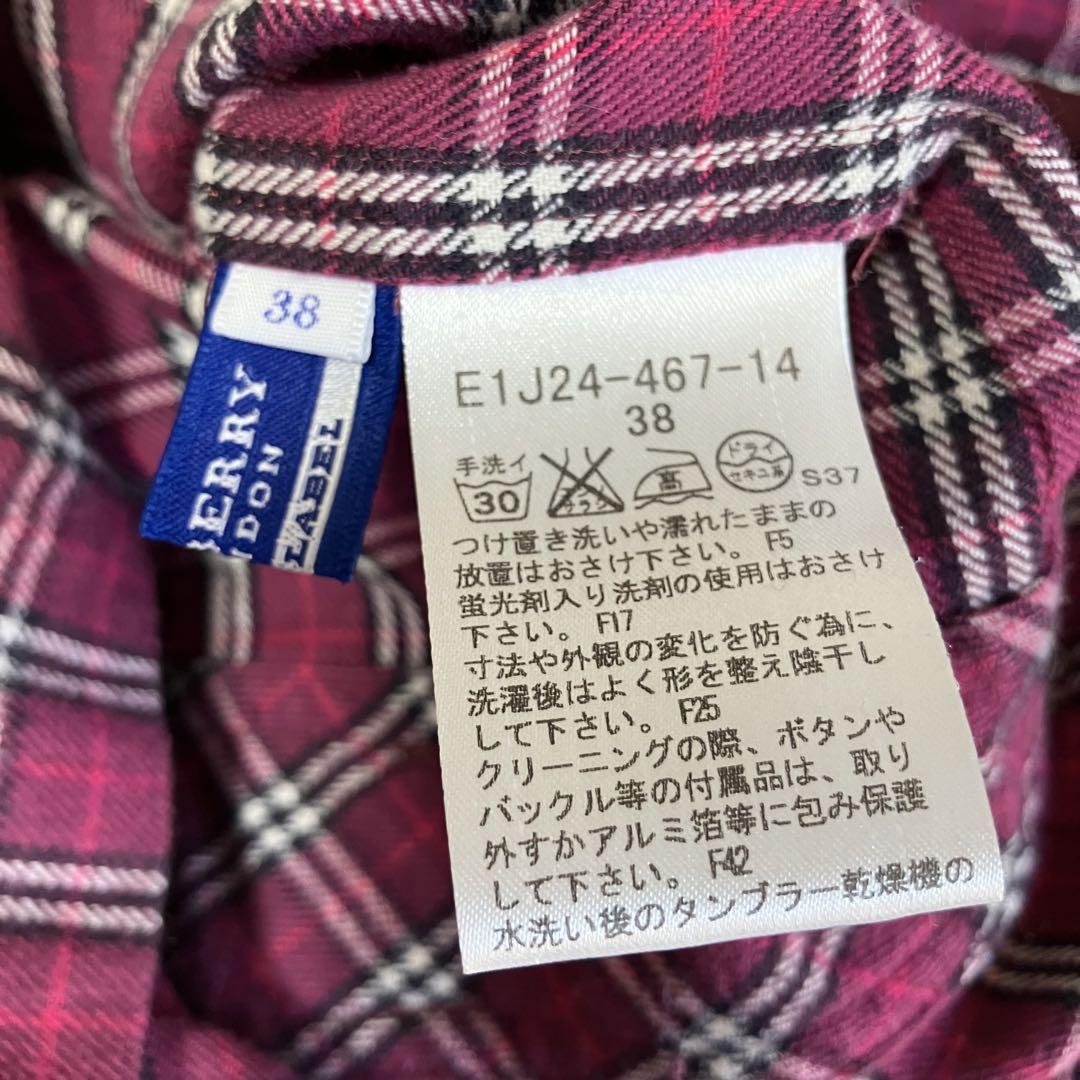 38
ERRY
DON
LABEL
E1J24-467-14
38
手洗イ
30
エンソ
サラシ
高
ドライ
セキユ系
S37
つけ置き洗いや濡れたままの
放置はおさけ下さい。 F5
蛍光剤入り洗剤の使用はおさけ
下さい。 F17
寸法や外観の変化を防ぐ為に、
洗濯後はよく形を整え陰干し
して下さい。 F25
クリーニングの際、ボタンや
バックル等の付属品は、取り
外すかアルミ箔等に包み保護
して下さい。 F42
水洗い後のタンブラー乾燥機の